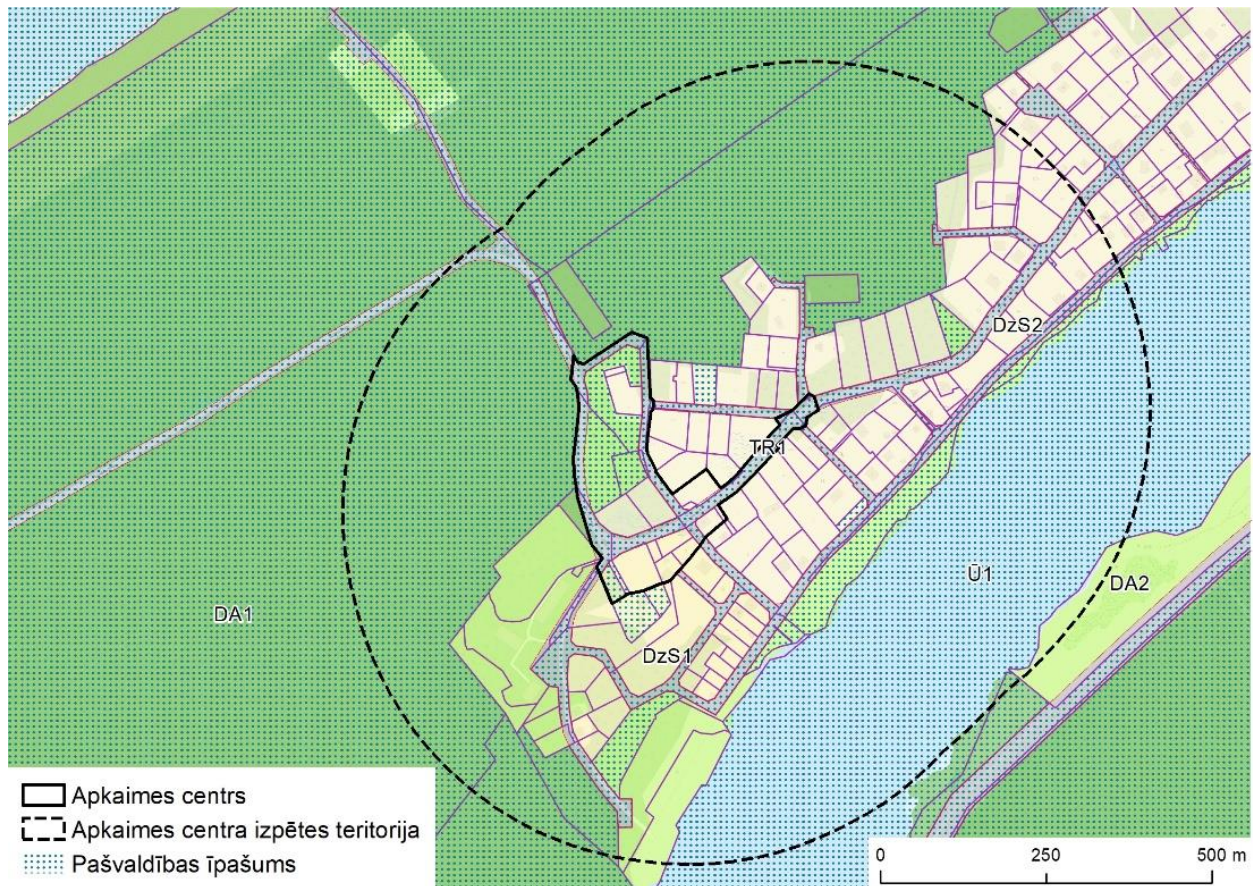 DzS2
TR1
Ū1
DA2
DA1
DzS1
Apkaimes centrs
Apkaimes centra izpētes teritorija
Pašvaldības īpašums
0 250 500 m